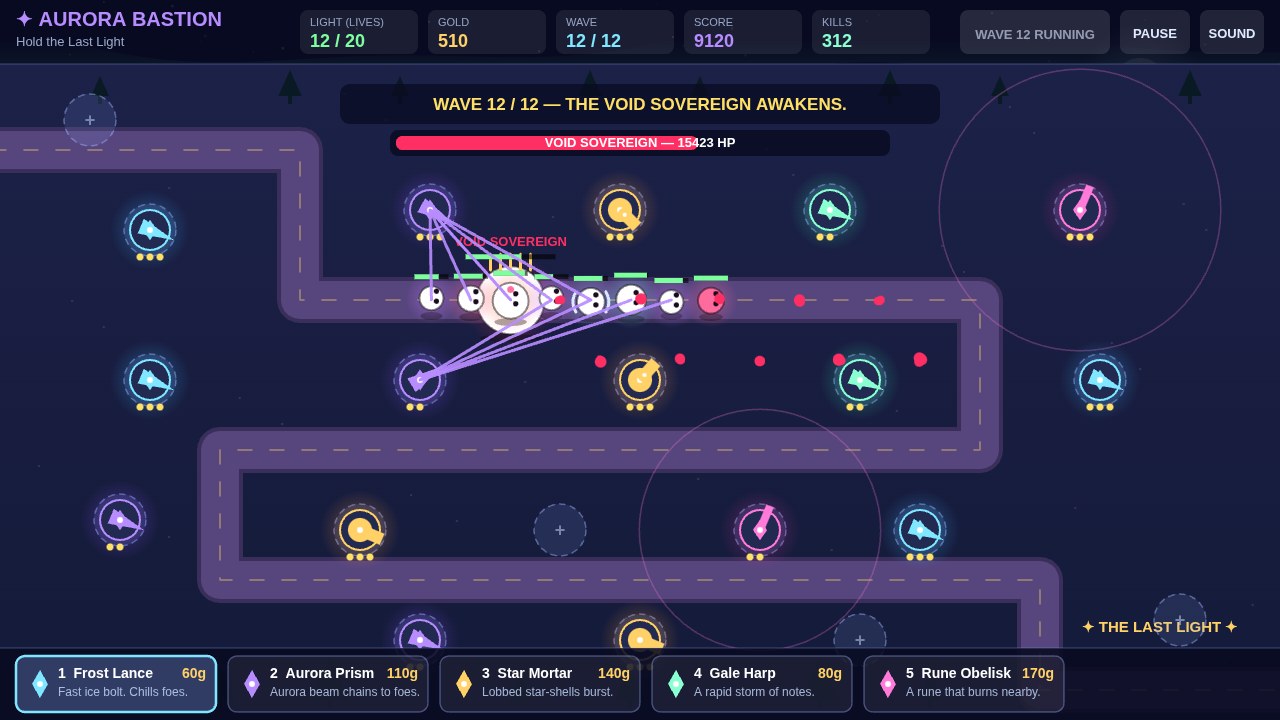 ✦ AURORA BASTION
Hold the Last Light
LIGHT (LIVES)
12 / 20
GOLD
510
WAVE
12 / 12
SCORE
9120
KILLS
312
WAVE 12 RUNNING
PAUSE
SOUND
WAVE 12 / 12 — THE VOID SOVEREIGN AWAKENS.
VOID SOVEREIGN — 15423 HP
VOID SOVEREIGN
✦ THE LAST LIGHT ✦
1 Frost Lance 60g
Fast ice bolt. Chills foes.
2 Aurora Prism 110g
Aurora beam chains to foes.
3 Star Mortar 140g
Lobbed star-shells burst.
4 Gale Harp 80g
A rapid storm of notes.
5 Rune Obelisk 170g
A rune that burns nearby.